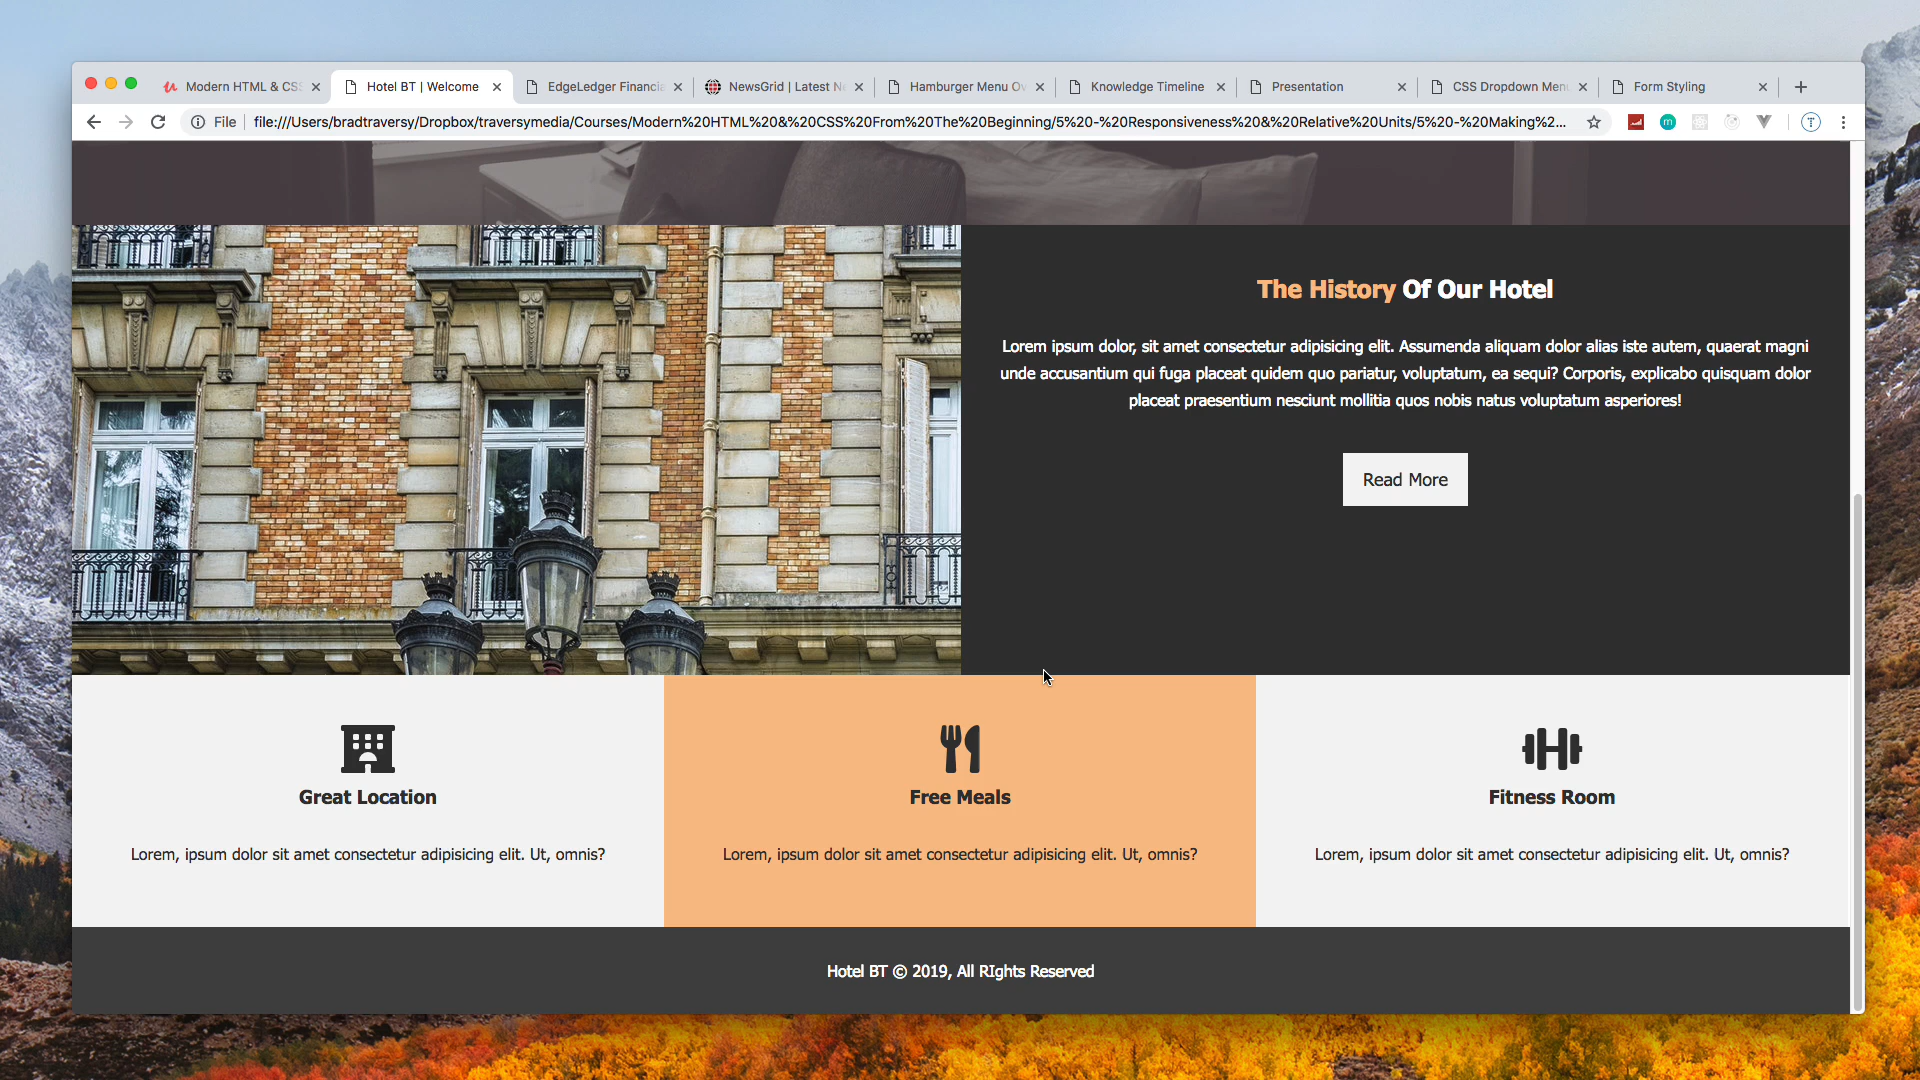 Modern HTML & CS
Hotel BT | Welcome
EdgeLedger Financia
NewsGrid | Latest N
Hamburger Menu Ov
Knowledge Timeline
Presentation
CSS Dropdown Menu
Form Styling
File
file:///Users/bradtraversy/Dropbox/traversymedia/Courses/Modern%20HTML%20&%20CSS%20From%20The%20Beginning/5%20-%20Responsiveness%20&%20Relative%20Units/5%20-%20Making%2...
The History Of Our Hotel
Lorem ipsum dolor, sit amet consectetur adipisicing elit. Assumenda aliquam dolor alias iste autem, quaerat magni
unde accusantium qui fuga placeat quidem quo pariatur, voluptatum, ea sequi? Corporis, explicabo quisquam dolor
placeat praesentium nesciunt mollitia quos nobis natus voluptatum asperiores!
Read More
Great Location
Lorem, ipsum dolor sit amet consectetur adipisicing elit. Ut, omnis?
Free Meals
Lorem, ipsum dolor sit amet consectetur adipisicing elit. Ut, omnis?
Fitness Room
Lorem, ipsum dolor sit amet consectetur adipisicing elit. Ut, omnis?
Hotel BT © 2019, All RIghts Reserved